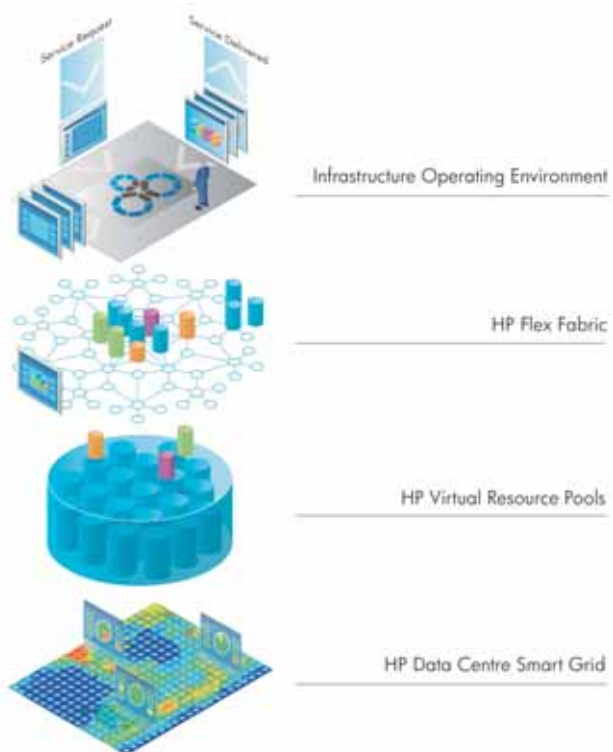 Service Request
Service Delivered
Infrastructure Operating Environment
HP Flex Fabric
HP Virtual Resource Pools
HP Data Centre Smart Grid